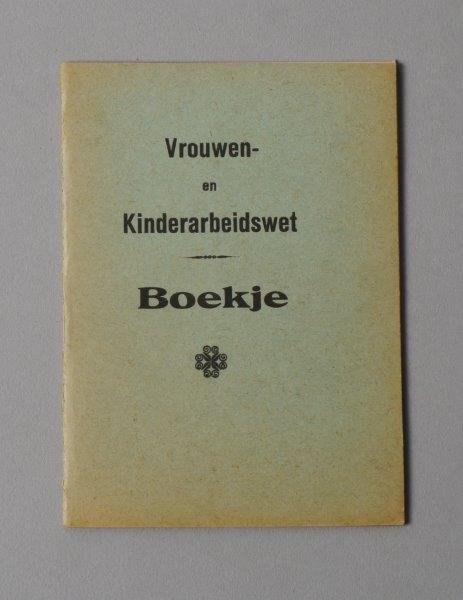 Vrouwen-
en
Kinderarbeidswet
Boekje